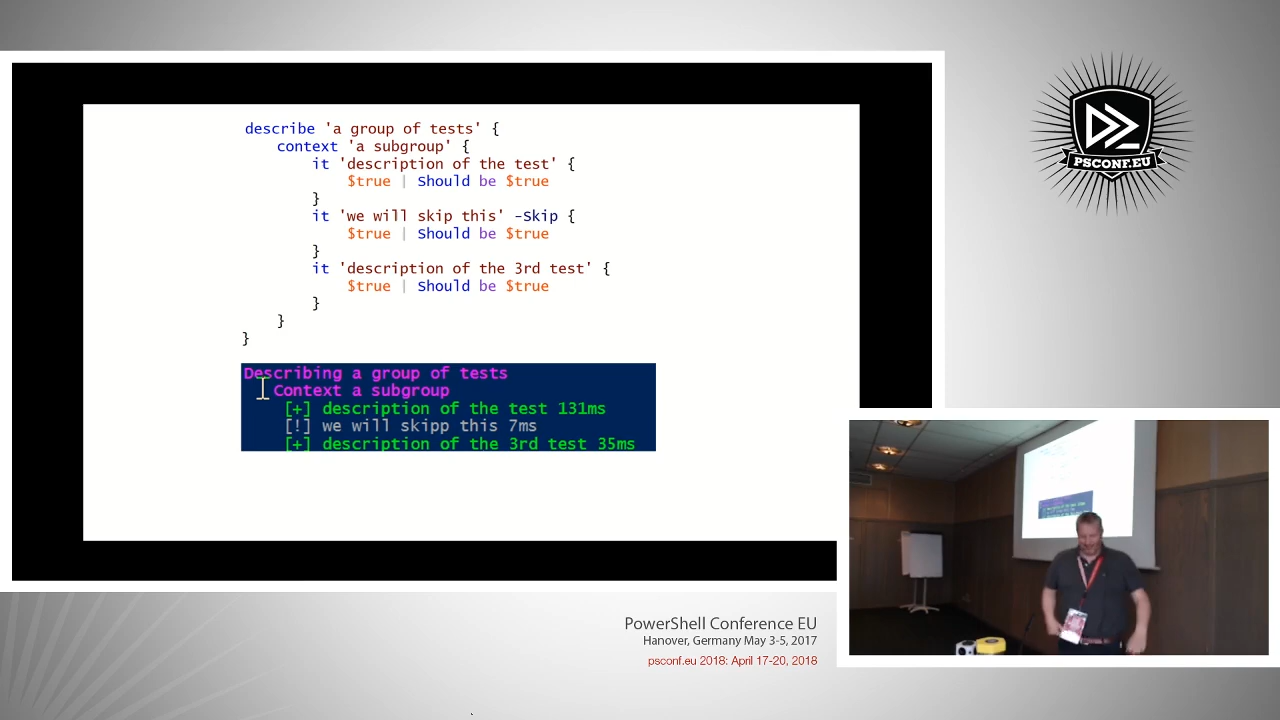 describe 'a group of tests' {
context 'a subgroup' {
it 'description of the test' {
$true | Should be $true
}
it 'we will skip this' -Skip {
$true | Should be $true
}
it 'description of the 3rd test' {
$true | Should be $true
}
}
}
Describing a group of tests
Context a subgroup
[+] description of the test 131ms
[!] we will skipp this 7ms
[+] description of the 3rd test 35ms
PSCONF.EU
PowerShell Conference EU
Hanover, Germany May 3-5, 2017
psconf.eu 2018: April 17-20, 2018